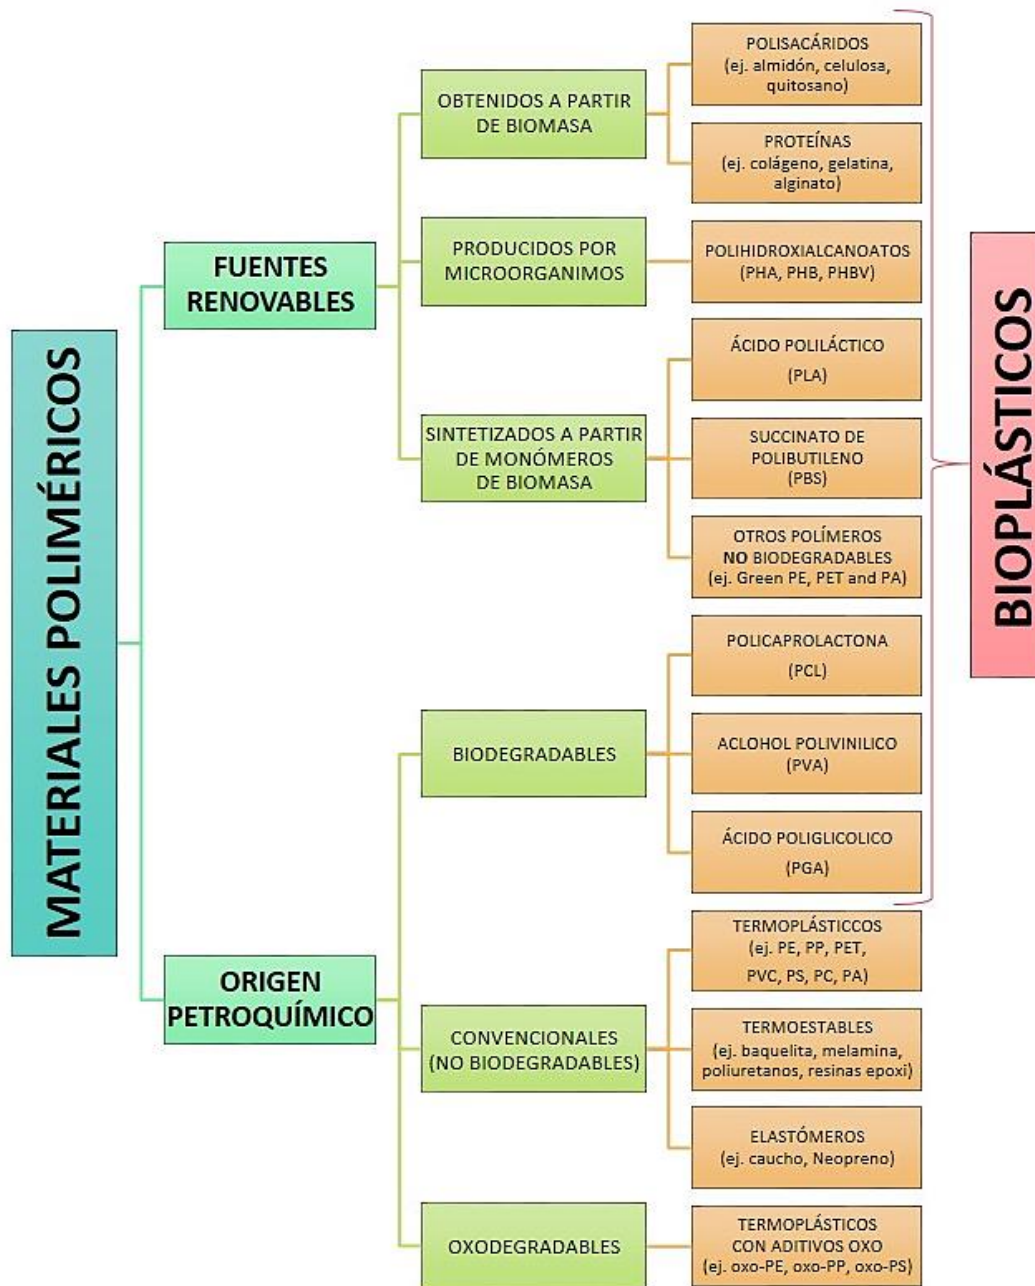 MATERIALES POLIMÉRICOS
FUENTES
RENOVABLES
OBTENIDOS A PARTIR
DE BIOMASA
POLISACÁRIDOS
(ej. almidón, celulosa,
quitosano)
PROTEÍNAS
(ej. colágeno, gelatina,
alginato)
PRODUCIDOS POR
MICROORGANIMOS
POLIHIDROXIALCANOATOS
(PHA, PHB, PHBV)
SINTETIZADOS A PARTIR
DE MONÓMEROS
DE BIOMASA
ÁCIDO POLILÁCTICO
(PLA)
SUCCINATO DE
POLIBUTILENO
(PBS)
OTROS POLÍMEROS
NO BIODEGRADABLES
(ej. Green PE, PET and PA)
ORIGEN
PETROQUÍMICO
BIODEGRADABLES
POLICAPROLACTONA
(PCL)
ACLOHOL POLIVINILICO
(PVA)
ÁCIDO POLIGLICOLICO
(PGA)
CONVENCIONALES
(NO BIODEGRADABLES)
TERMOPLÁSTICCOS
(ej. PE, PP, PET,
PVC, PS, PC, PA)
TERMOESTABLES
(ej. baquelita, melamina,
poliuretanos, resinas epoxi)
ELASTÓMEROS
(ej. caucho, Neopreno)
OXODEGRADABLES
TERMOPLÁSTICOS
CON ADITIVOS OXO
(ej. oxo-PE, oxo-PP, oxo-PS)
BIOPLÁSTICOS